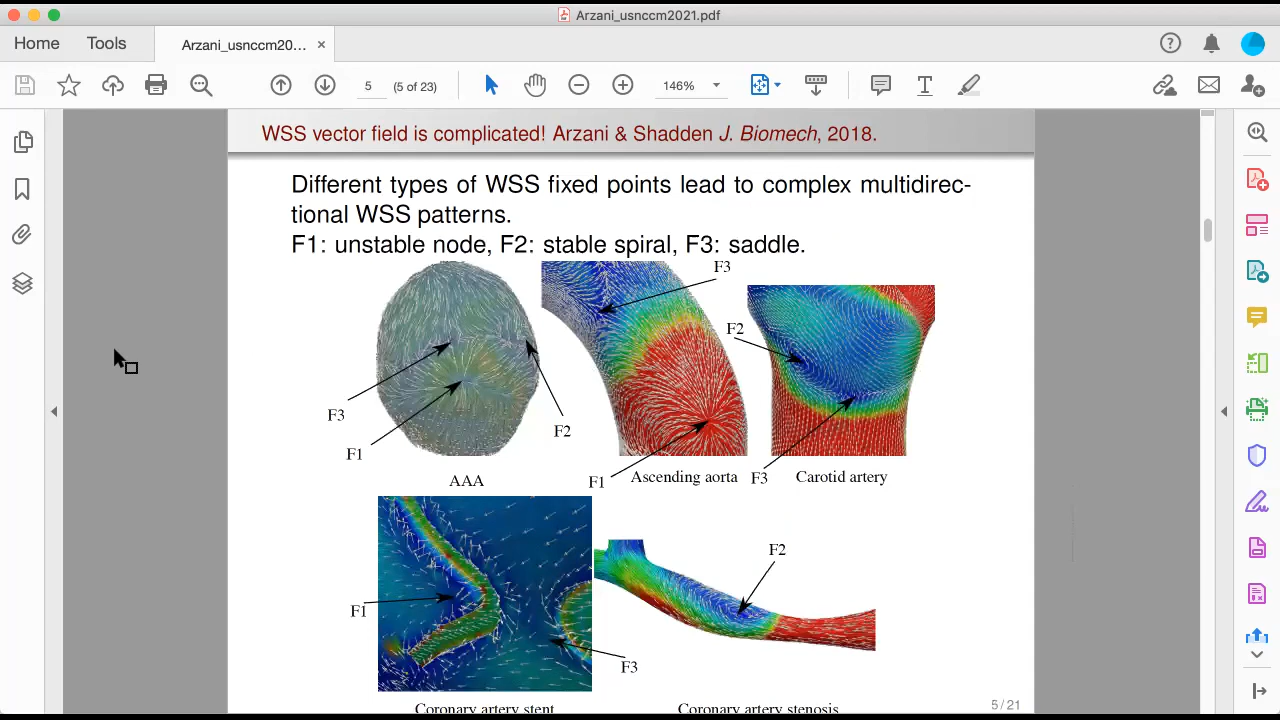 Arzani_usnccm2021.pdf
Home
Tools
Arzani_usnccm20... ×
5
(5 of 23)
146%
WSS vector field is complicated! Arzani & Shadden J. Biomech, 2018.
Different types of WSS fixed points lead to complex multidirec-
tional WSS patterns.
F1: unstable node, F2: stable spiral, F3: saddle.
F3
F2
F3
F2
F1
AAA
F1
Ascending aorta
F3
Carotid artery
F2
F1
F3
Coronary artery stent
Coronary artery stenosis
5 / 21